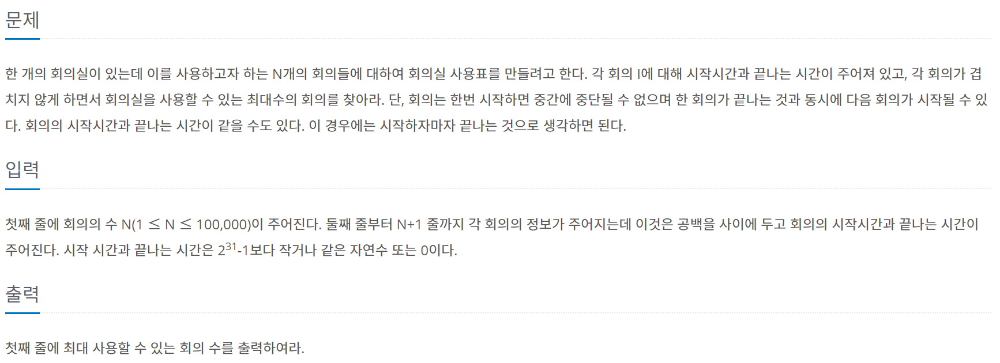 문제
한 개의 회의실이 있는데 이를 사용하고자 하는 N개의 회의들에 대하여 회의실 사용표를 만들려고 한다. 각 회의 I에 대해 시작시간과 끝나는 시간이 주어져 있고, 각 회의가 겹
치지 않게 하면서 회의실을 사용할 수 있는 최대수의 회의를 찾아라. 단, 회의는 한번 시작하면 중간에 중단될 수 없으며 한 회의가 끝나는 것과 동시에 다음 회의가 시작될 수 있
다. 회의의 시작시간과 끝나는 시간이 같을 수도 있다. 이 경우에는 시작하자마자 끝나는 것으로 생각하면 된다.
입력
첫째 줄에 회의의 수 N(1 ≤ N ≤ 100,000)이 주어진다. 둘째 줄부터 N+1 줄까지 각 회의의 정보가 주어지는데 이것은 공백을 사이에 두고 회의의 시작시간과 끝나는 시간이
주어진다. 시작 시간과 끝나는 시간은 2³¹-1보다 작거나 같은 자연수 또는 0이다.
출력
첫째 줄에 최대 사용할 수 있는 회의 수를 출력하여라.